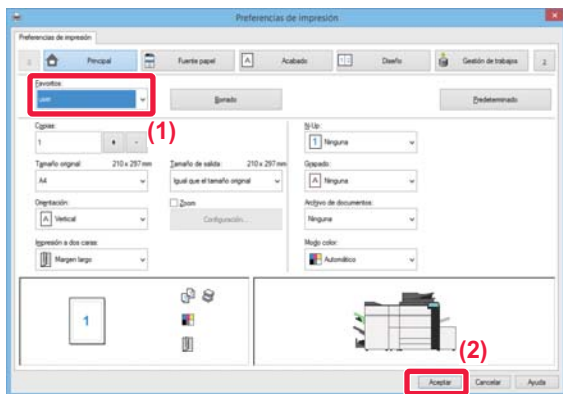 Preferencias de impresión
Preferencias de impresión
Principal
Fuente papel
A
Acabado
Diseño
Gestión de trabajos
Favoritos:
user
Borrado
Predeterminado
(1)
Copias:
1
N-Up:
1 Ninguna
Tamaño original: 210 x 297 mm
Tamaño de salida: 210 x 297 mm
Grapado:
A4
Igual que el tamaño original
A Ninguna
Orientación:
Zoom
Archivo de documentos:
A Vertical
Configuración...
Ninguna
Impresión a dos caras:
Modo color:
Margen largo
Automático
1
(2)
Aceptar
Cancelar
Ayuda